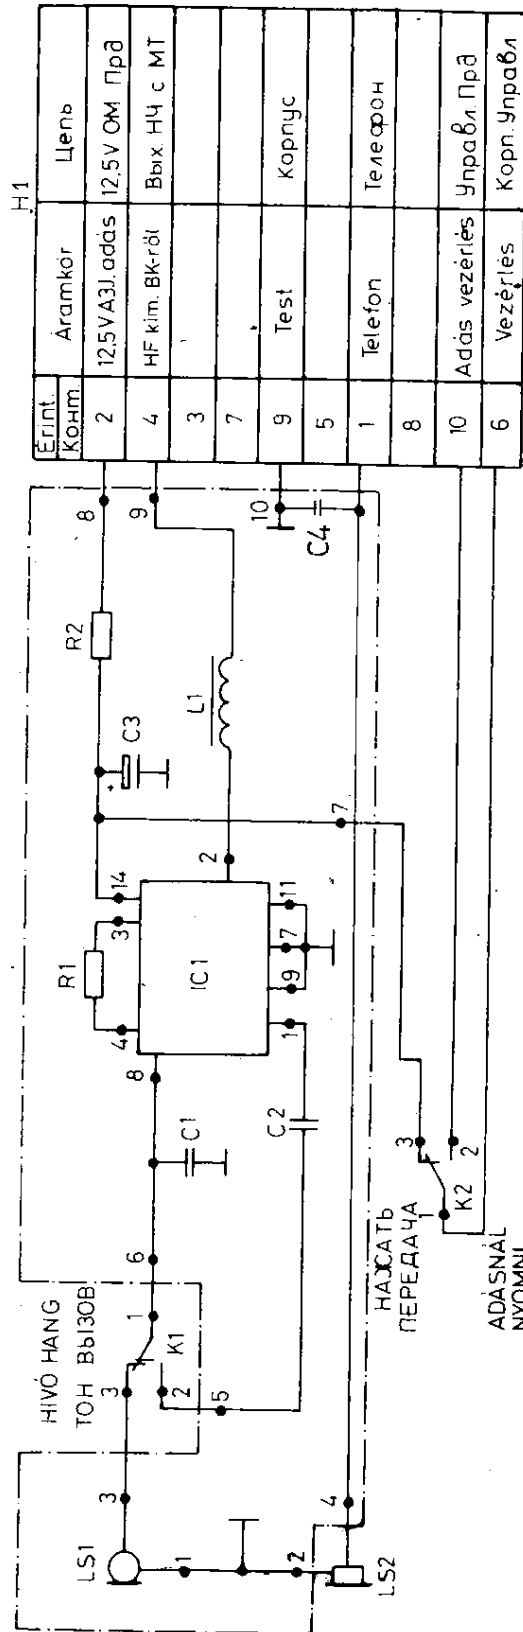 H1
Érint. Áramkör Цепь
Конт.
2 12,5VA3J.adás 12,5V ОМ Прд
4 HF kim. BK-ról Вых. НЧ с МТ
3
7
9 Test Корпус
5
1 Telefon Телефон
8
10 Adás vezérlés Управл. Прд
6 Vezérlés Корп. Управл
HIVÓ HANG
ТОН ВЫЗОВ
LS1
3
3
K1
1
2
5
6
C1
8
4
R1
3
14
IC1
1
9
7
11
2
C2
C3
+
R2
8
L1
9
10
C4
7
1
2
LS2
4
НАЖАТЬ
ПЕРЕДАЧА
3
1
2
K2
ADÁSNÁL
NYOMNI